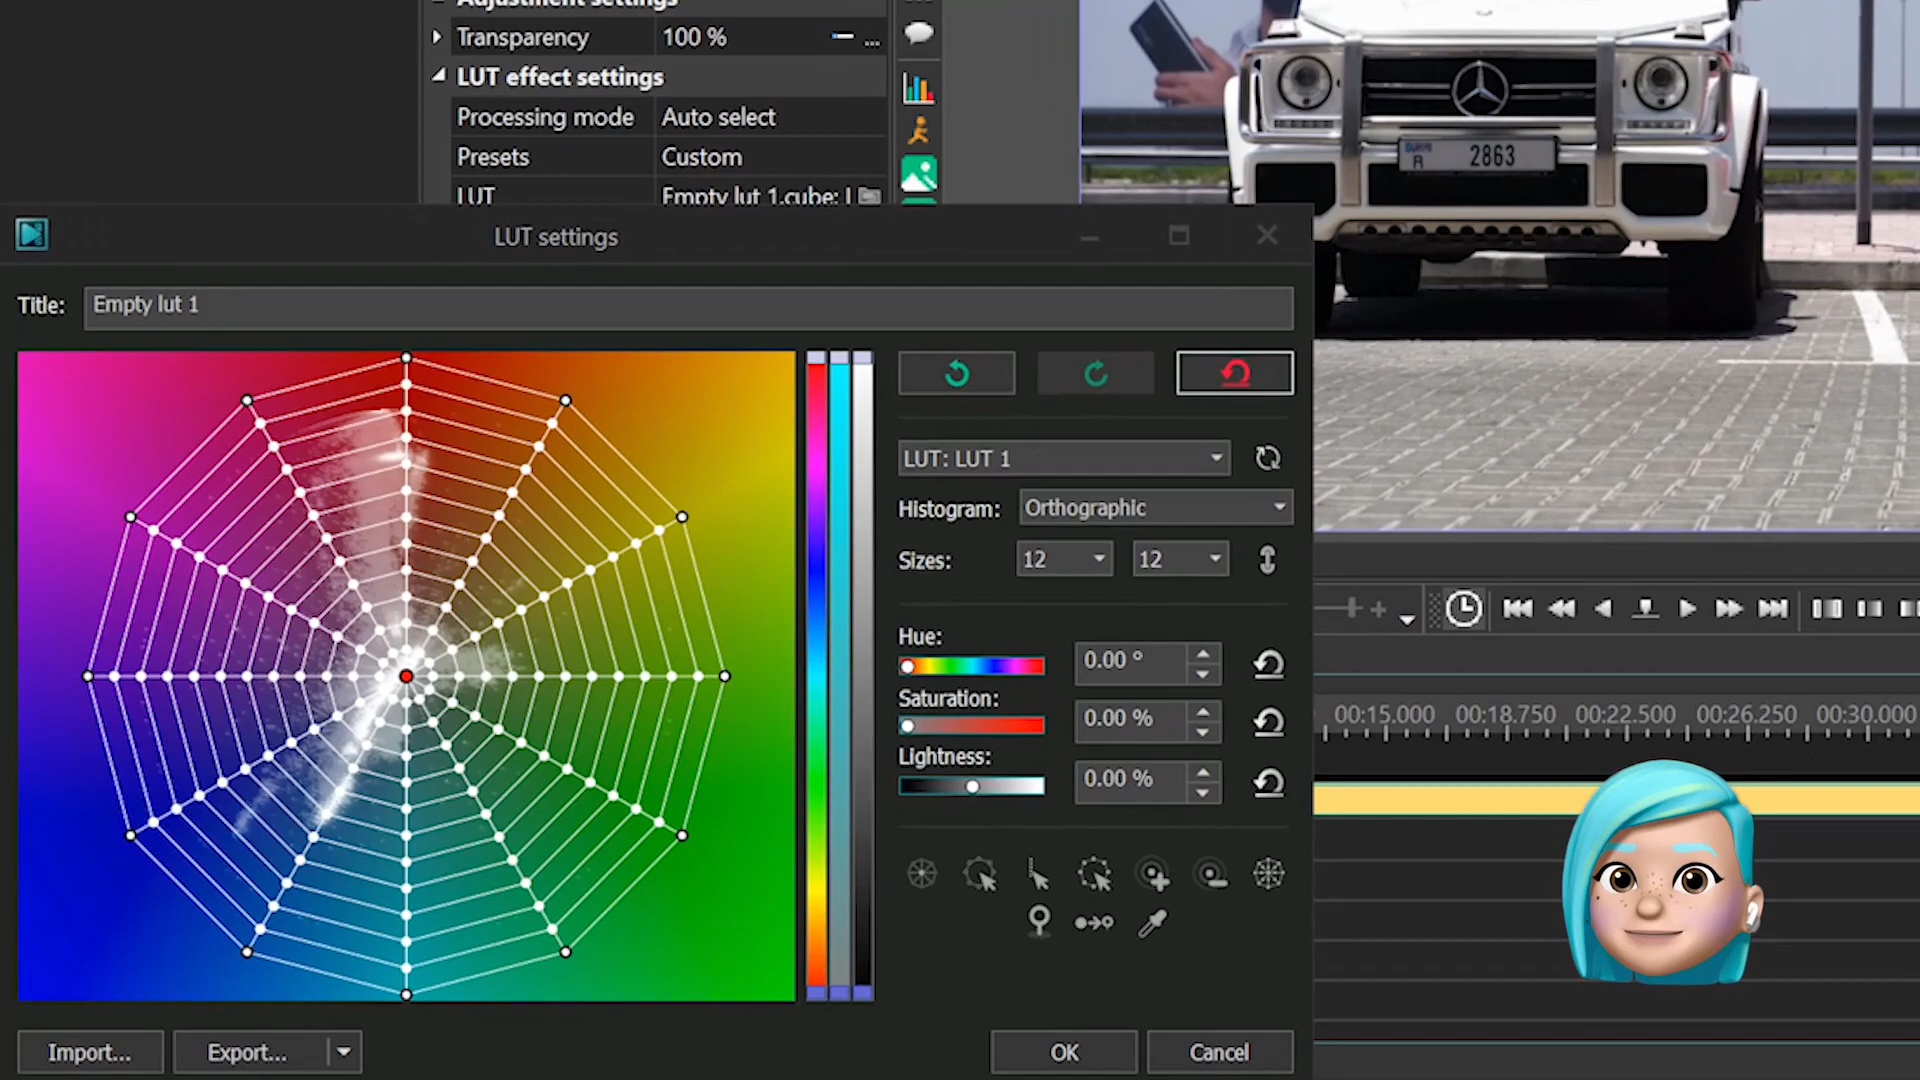 Adjustment settings
Transparency 100 % ...
LUT effect settings
Processing mode Auto select
Presets Custom
LUT Empty lut 1.cube; l
R 2863
LUT settings
Title: Empty lut 1
LUT: LUT 1
Histogram: Orthographic
Sizes: 12 12
Hue:
0.00 °
Saturation:
0.00 %
Lightness:
0.00 %
00:15.000 00:18.750 00:22.500 00:26.250 00:30.000
Import... Export... OK Cancel